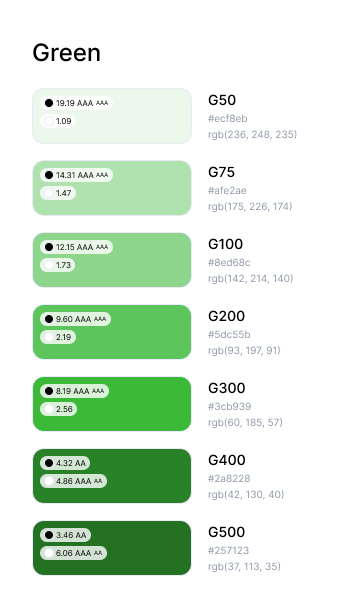 Green
19.19 AAA AAA
1.09
G50
#ecf8eb
rgb(236, 248, 235)
14.31 AAA AAA
1.47
G75
#afe2ae
rgb(175, 226, 174)
12.15 AAA AAA
1.73
G100
#8ed68c
rgb(142, 214, 140)
9.60 AAA AAA
2.19
G200
#5dc55b
rgb(93, 197, 91)
8.19 AAA AAA
2.56
G300
#3cb939
rgb(60, 185, 57)
4.32 AA
4.86 AAA AA
G400
#2a8228
rgb(42, 130, 40)
3.46 AA
6.06 AAA AA
G500
#257123
rgb(37, 113, 35)